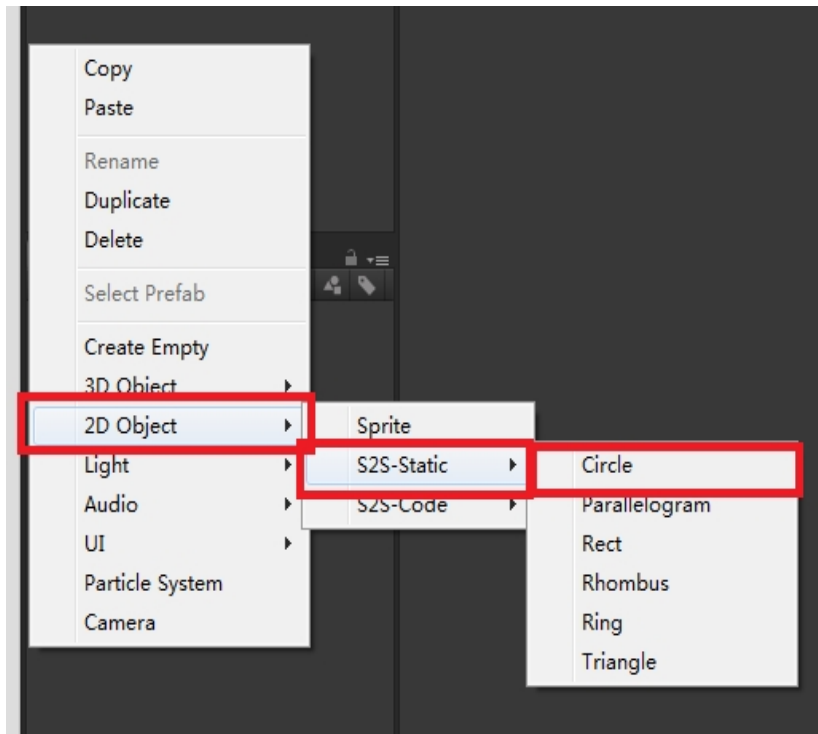 Copy
Paste
Rename
Duplicate
Delete
Select Prefab
Create Empty
3D Object
2D Object
Light
Audio
UI
Particle System
Camera
Sprite
S2S-Static
S2S-Code
Circle
Parallelogram
Rect
Rhombus
Ring
Triangle